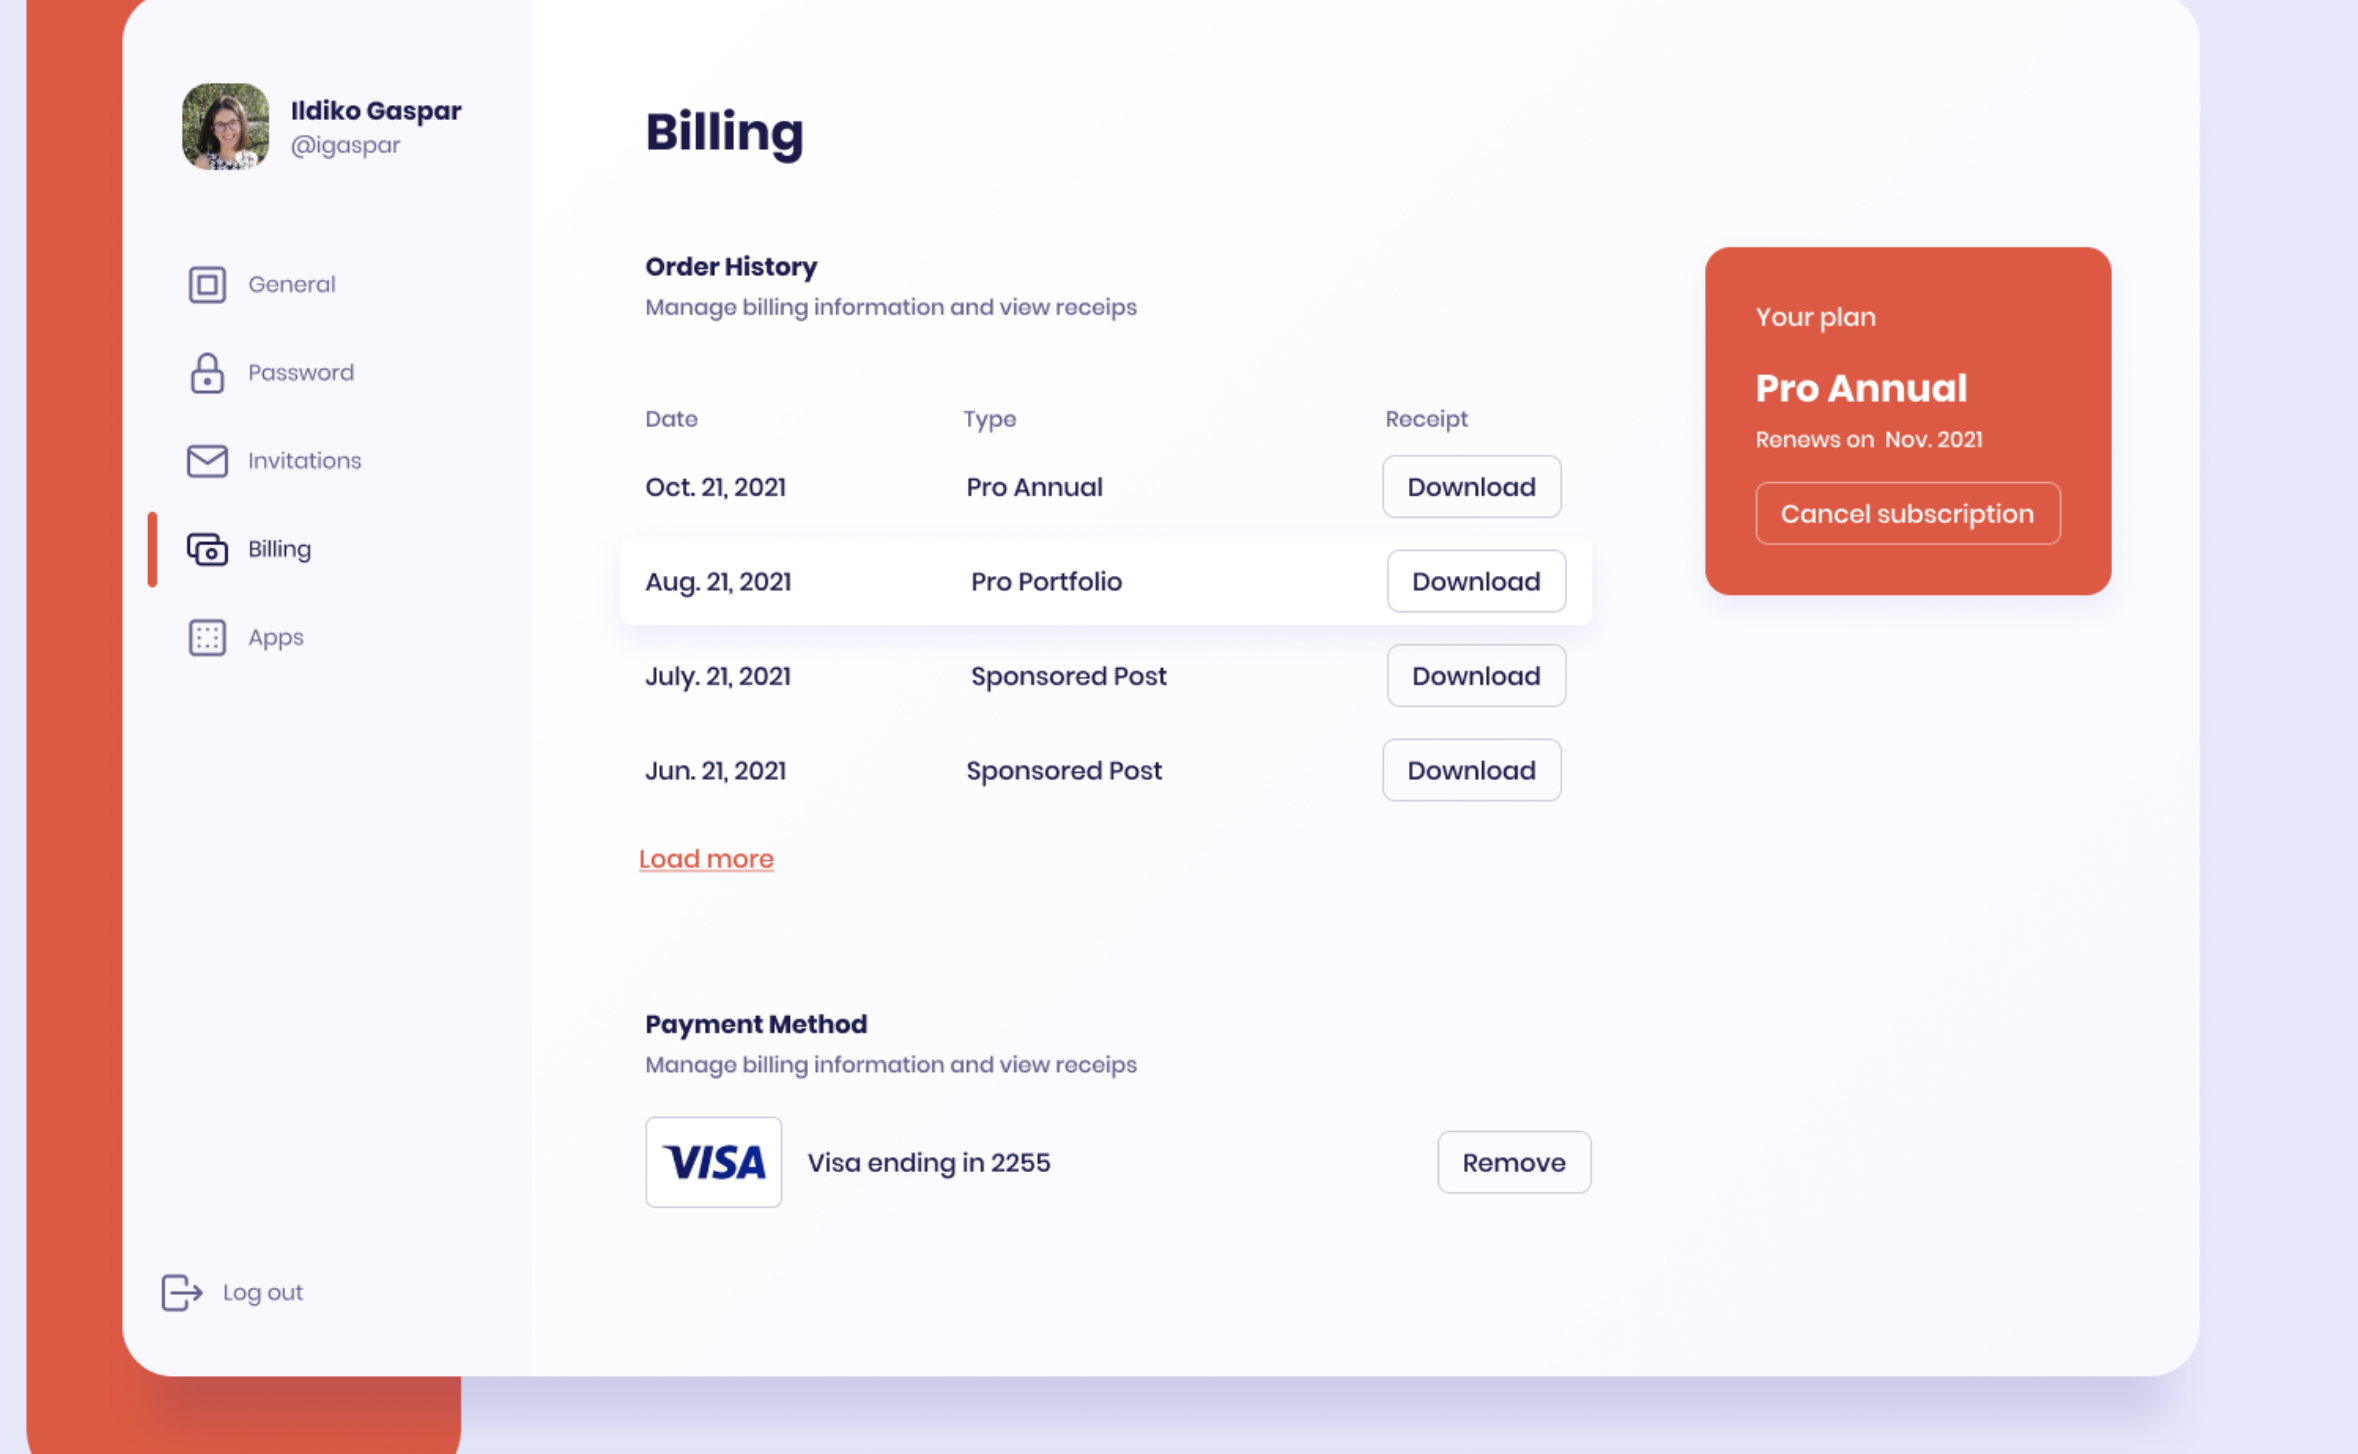 Ildiko Gaspar
@igaspar
General
Password
Invitations
Billing
Apps
Log out
Billing
Order History
Manage billing information and view receips
Date Type Receipt
Oct. 21, 2021 Pro Annual Download
Aug. 21, 2021 Pro Portfolio Download
July. 21, 2021 Sponsored Post Download
Jun. 21, 2021 Sponsored Post Download
Load more
Payment Method
Manage billing information and view receips
VISA Visa ending in 2255 Remove
Your plan
Pro Annual
Renews on Nov. 2021
Cancel subscription